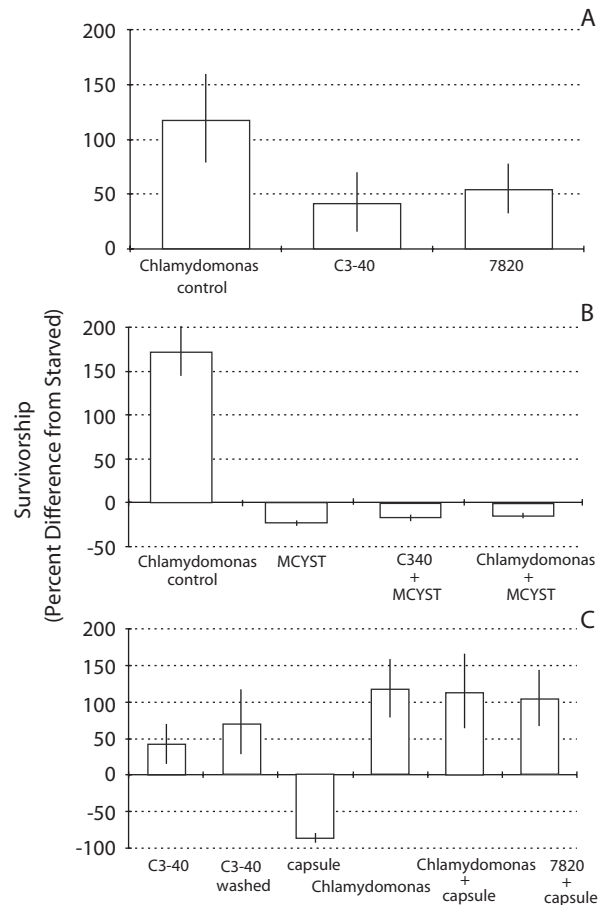 A
200
150
100
50
0
Chlamydomonas
control
C3-40
7820
B
200
150
100
50
0
-50
Chlamydomonas
control
MCYST
C340
+
MCYST
Chlamydomonas
+
MCYST
Survivorship
(Percent Difference from Starved)
C
200
150
100
50
0
-50
-100
C3-40
C3-40
washed
capsule
Chlamydomonas
Chlamydomonas
+
capsule
7820
+
capsule